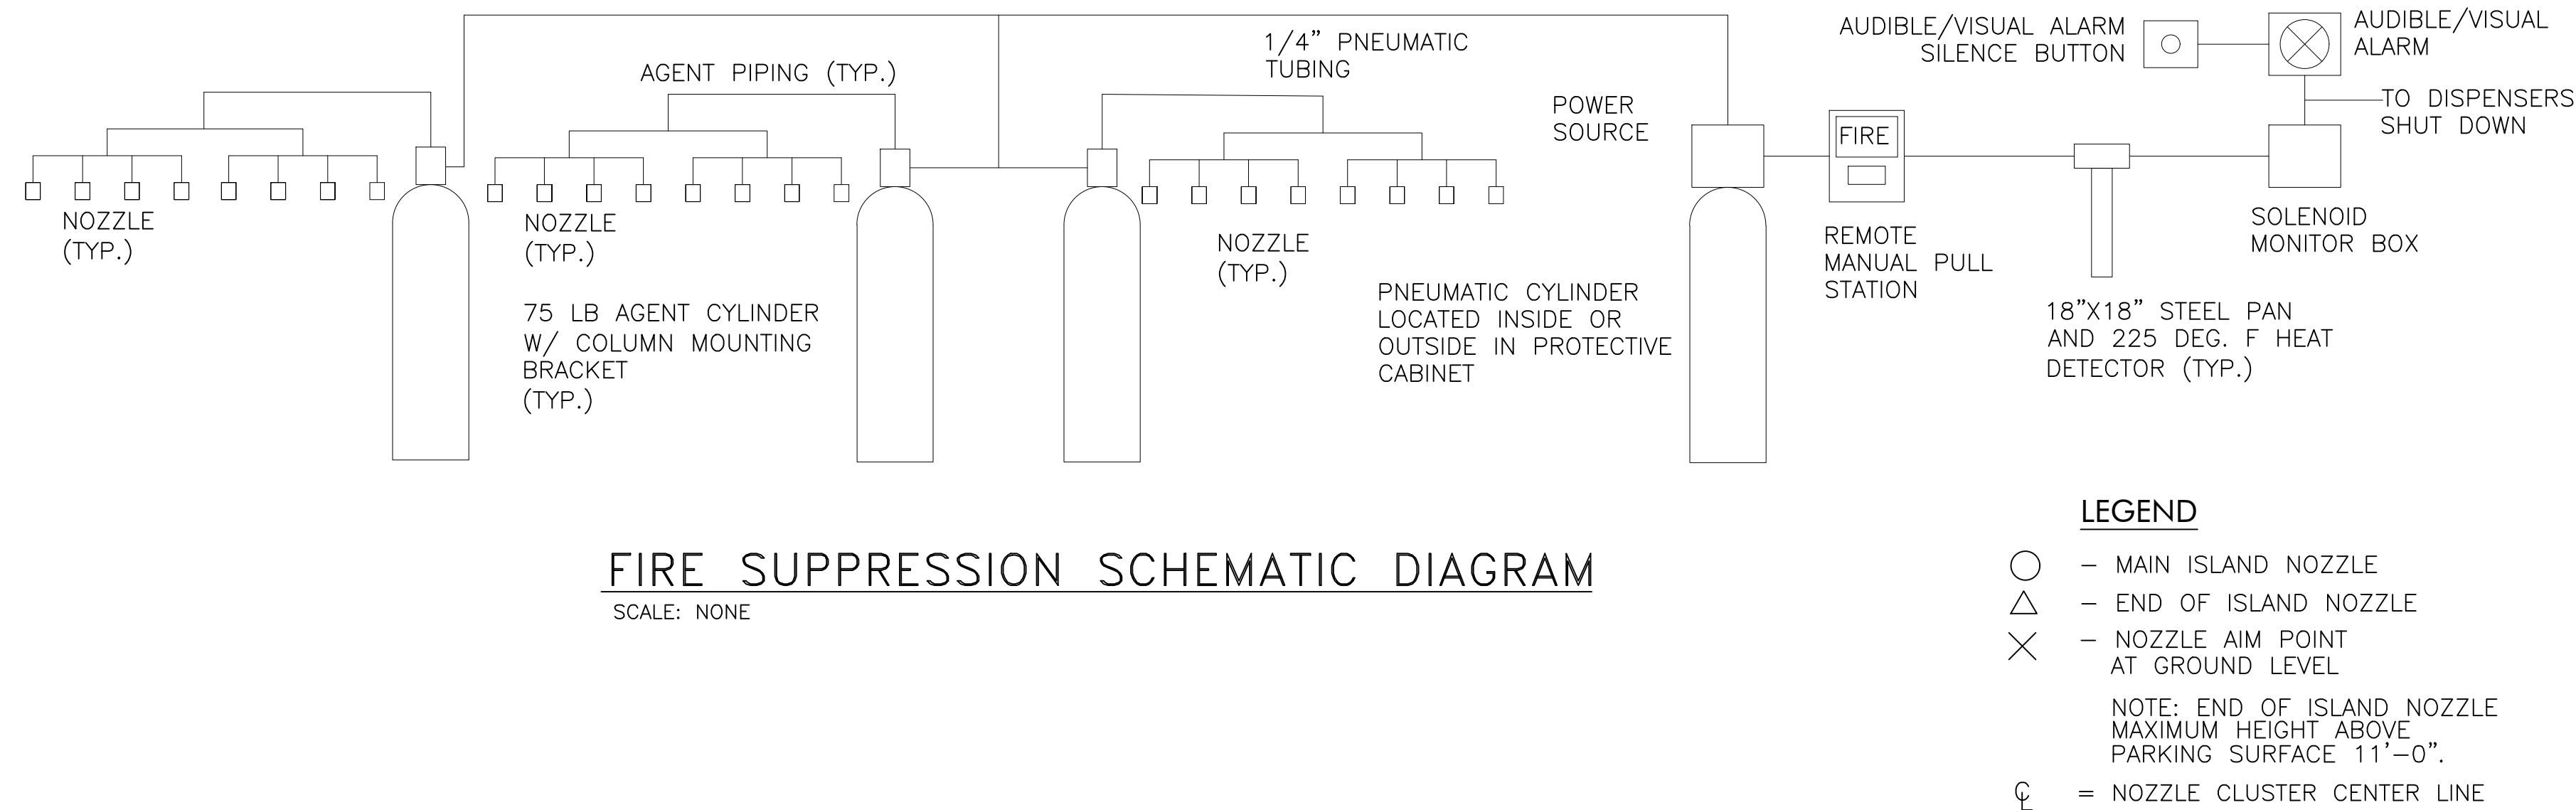 AUDIBLE/VISUAL ALARM
SILENCE BUTTON
AUDIBLE/VISUAL
ALARM
1/4” PNEUMATIC
TUBING
AGENT PIPING (TYP.)
POWER
SOURCE
TO DISPENSERS
SHUT DOWN
FIRE
NOZZLE
(TYP.)
NOZZLE
(TYP.)
NOZZLE
(TYP.)
REMOTE
MANUAL PULL
STATION
SOLENOID
MONITOR BOX
75 LB AGENT CYLINDER
W/ COLUMN MOUNTING
BRACKET
(TYP.)
PNEUMATIC CYLINDER
LOCATED INSIDE OR
OUTSIDE IN PROTECTIVE
CABINET
18”X18” STEEL PAN
AND 225 DEG. F HEAT
DETECTOR (TYP.)
FIRE SUPPRESSION SCHEMATIC DIAGRAM
SCALE: NONE
LEGEND
– MAIN ISLAND NOZZLE
– END OF ISLAND NOZZLE
– NOZZLE AIM POINT
AT GROUND LEVEL
NOTE: END OF ISLAND NOZZLE
MAXIMUM HEIGHT ABOVE
PARKING SURFACE 11’–0”.
℄ = NOZZLE CLUSTER CENTER LINE